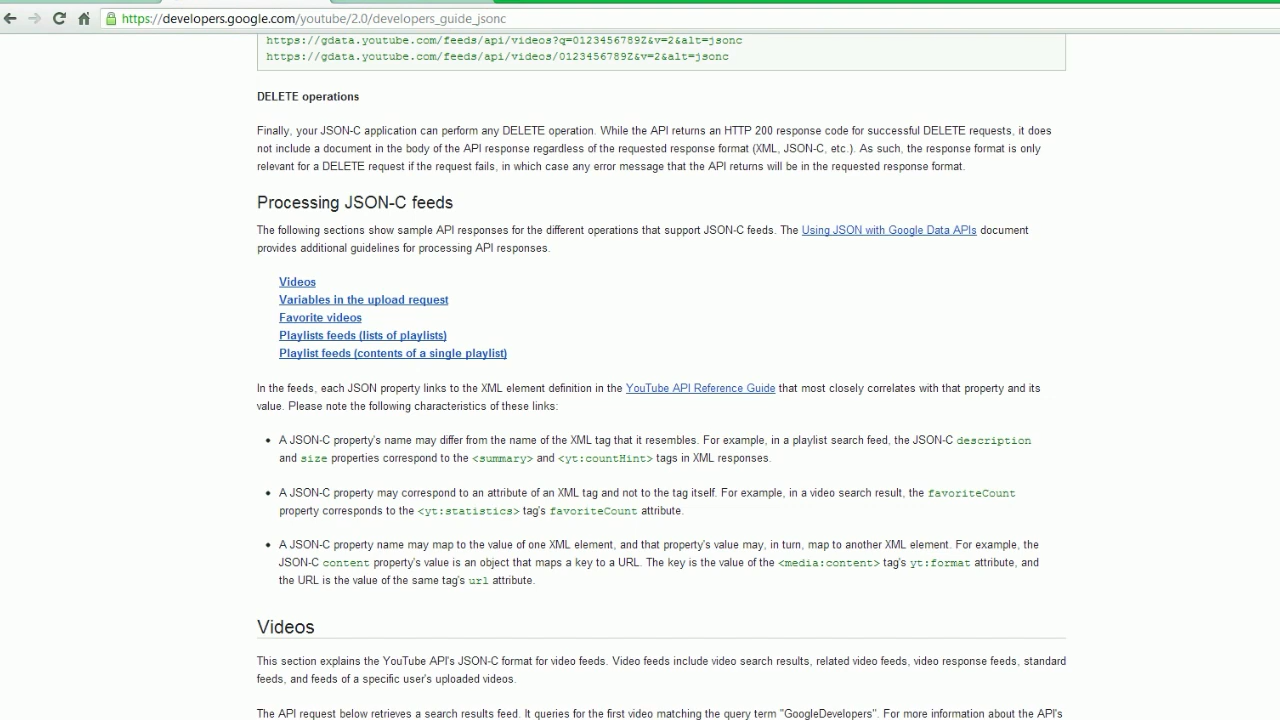 https://developers.google.com/youtube/2.0/developers_guide_jsonc
https://gdata.youtube.com/feeds/api/videos?q=0123456789Z&v=2&alt=jsonc
https://gdata.youtube.com/feeds/api/videos/0123456789Z&v=2&alt=jsonc
DELETE operations
Finally, your JSON-C application can perform any DELETE operation. While the API returns an HTTP 200 response code for successful DELETE requests, it does
not include a document in the body of the API response regardless of the requested response format (XML, JSON-C, etc.). As such, the response format is only
relevant for a DELETE request if the request fails, in which case any error message that the API returns will be in the requested response format.
Processing JSON-C feeds
The following sections show sample API responses for the different operations that support JSON-C feeds. The Using JSON with Google Data APIs document
provides additional guidelines for processing API responses.
Videos
Variables in the upload request
Favorite videos
Playlists feeds (lists of playlists)
Playlist feeds (contents of a single playlist)
In the feeds, each JSON property links to the XML element definition in the YouTube API Reference Guide that most closely correlates with that property and its
value. Please note the following characteristics of these links:
• A JSON-C property's name may differ from the name of the XML tag that it resembles. For example, in a playlist search feed, the JSON-C description
and size properties correspond to the <summary> and <yt:countHint> tags in XML responses.
• A JSON-C property may correspond to an attribute of an XML tag and not to the tag itself. For example, in a video search result, the favoriteCount
property corresponds to the <yt:statistics> tag's favoriteCount attribute.
• A JSON-C property name may map to the value of one XML element, and that property's value may, in turn, map to another XML element. For example, the
JSON-C content property's value is an object that maps a key to a URL. The key is the value of the <media:content> tag's yt:format attribute, and
the URL is the value of the same tag's url attribute.
Videos
This section explains the YouTube API's JSON-C format for video feeds. Video feeds include video search results, related video feeds, video response feeds, standard
feeds, and feeds of a specific user's uploaded videos.
The API request below retrieves a search results feed. It queries for the first video matching the query term "GoogleDevelopers". For more information about the API's